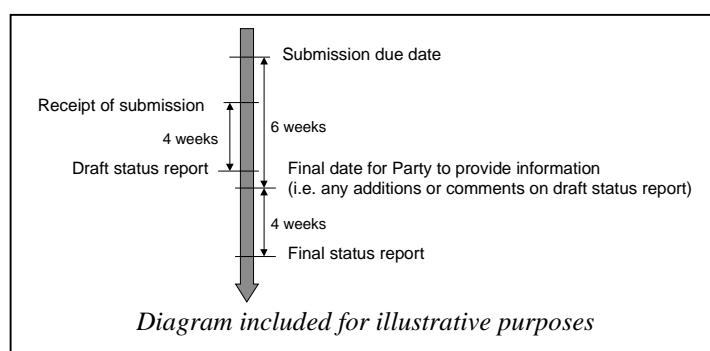 Submission due date
Receipt of submission
6 weeks
4 weeks
Draft status report
Final date for Party to provide information
(i.e. any additions or comments on draft status report)
4 weeks
Final status report
Diagram included for illustrative purposes